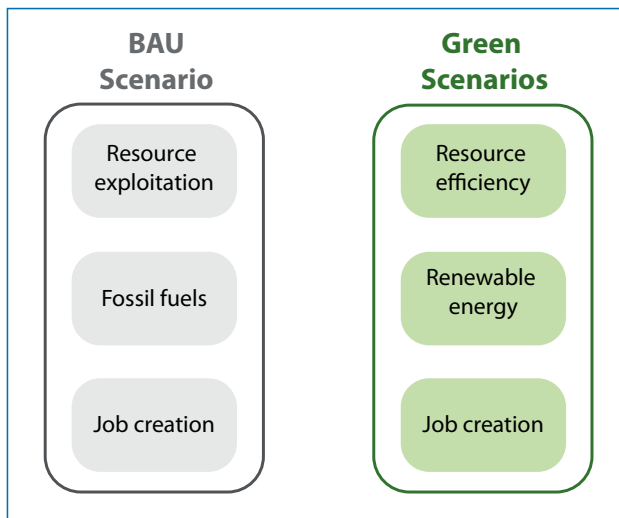 BAU
Scenario
Resource
exploitation
Fossil fuels
Job creation
Green
Scenarios
Resource
efficiency
Renewable
energy
Job creation